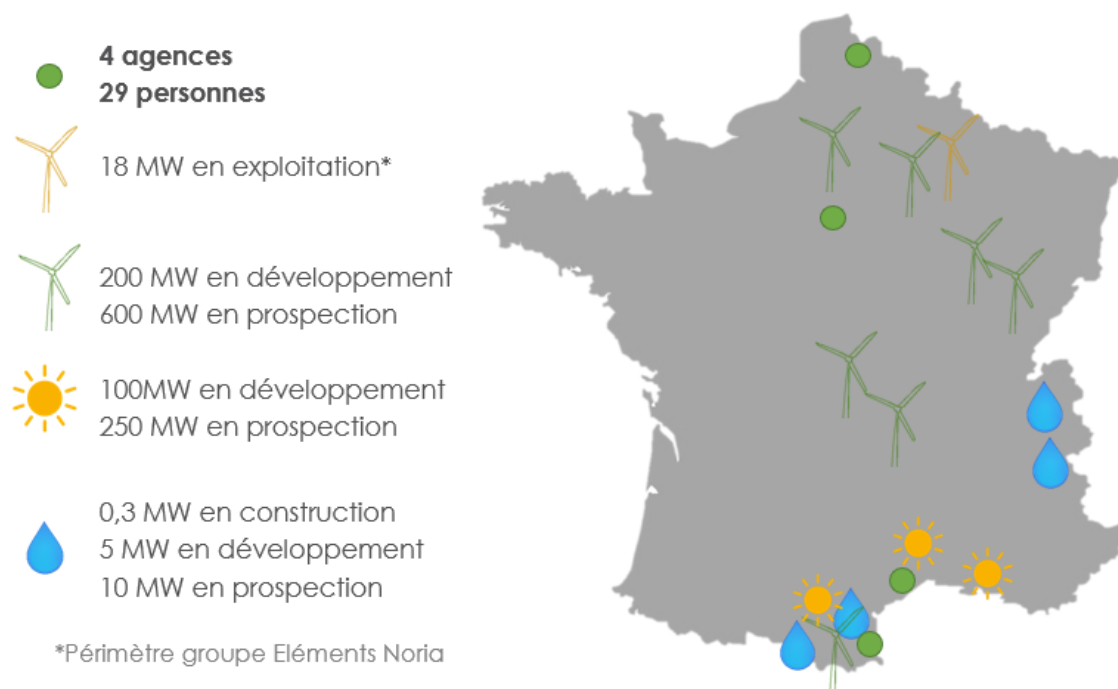 4 agences
29 personnes
18 MW en exploitation*
200 MW en développement
600 MW en prospection
100MW en développement
250 MW en prospection
0,3 MW en construction
5 MW en développement
10 MW en prospection
*Périmètre groupe Eléments Noria